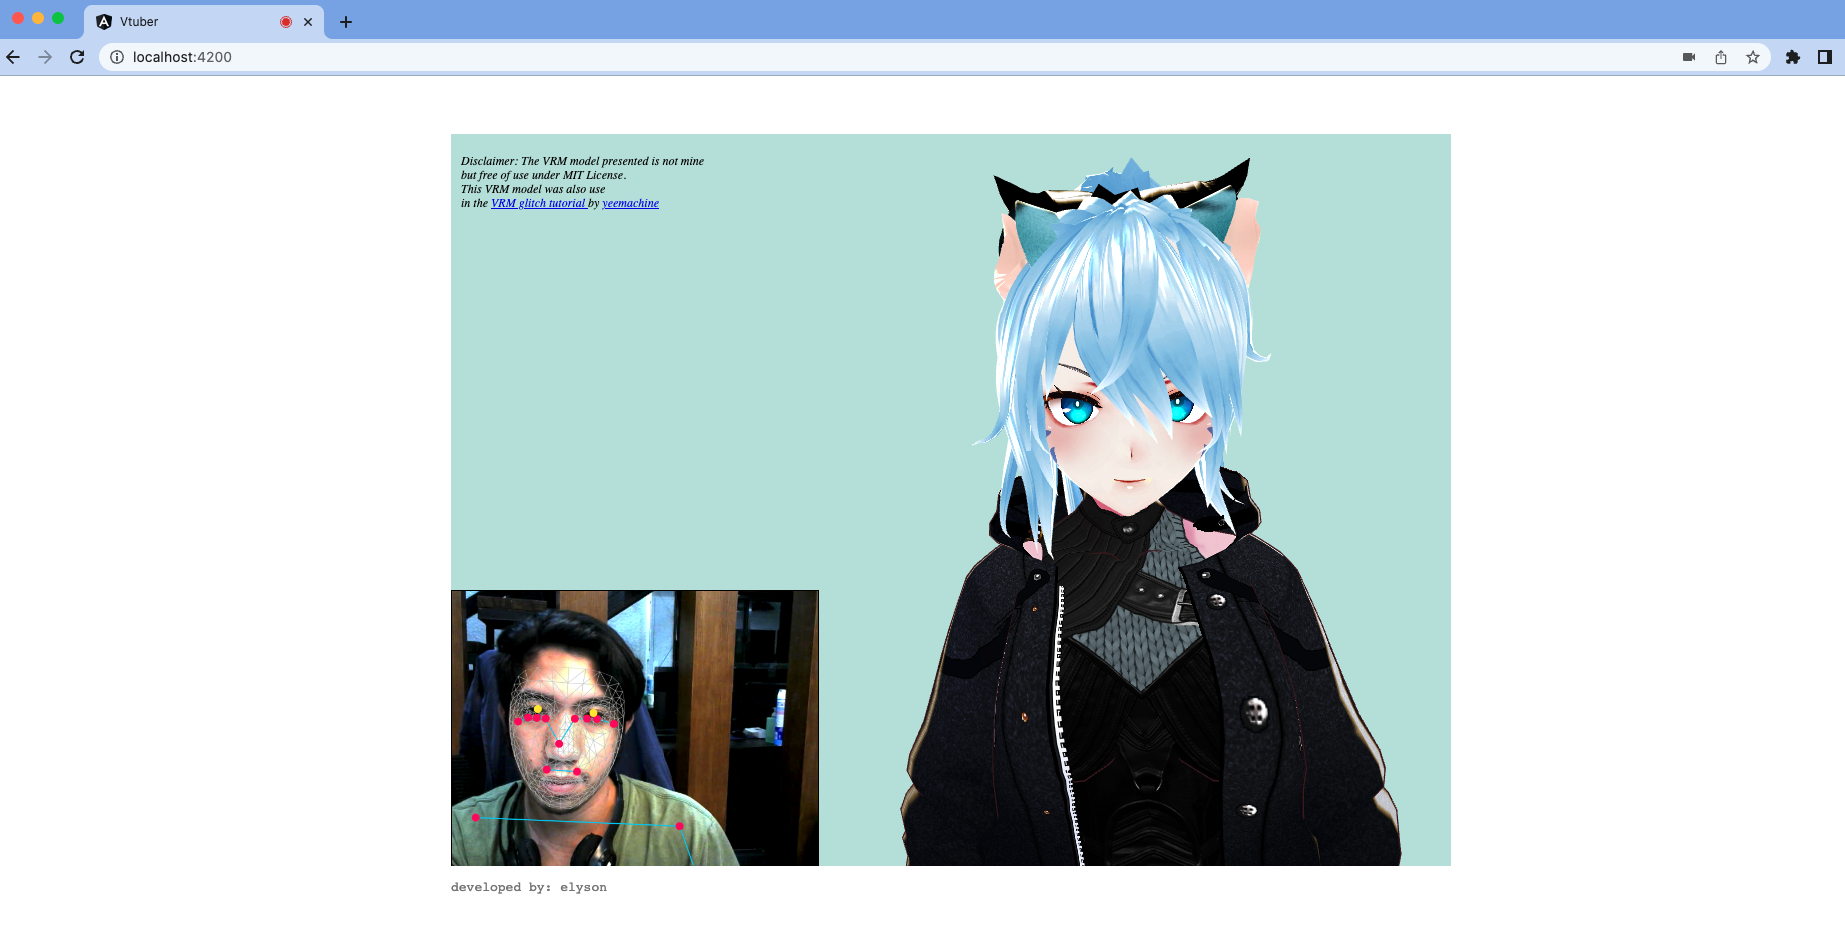 Vtuber
localhost:4200
Disclaimer: The VRM model presented is not mine
but free of use under MIT License.
This VRM model was also use
in the VRM glitch tutorial by yeemachine
developed by: elyson